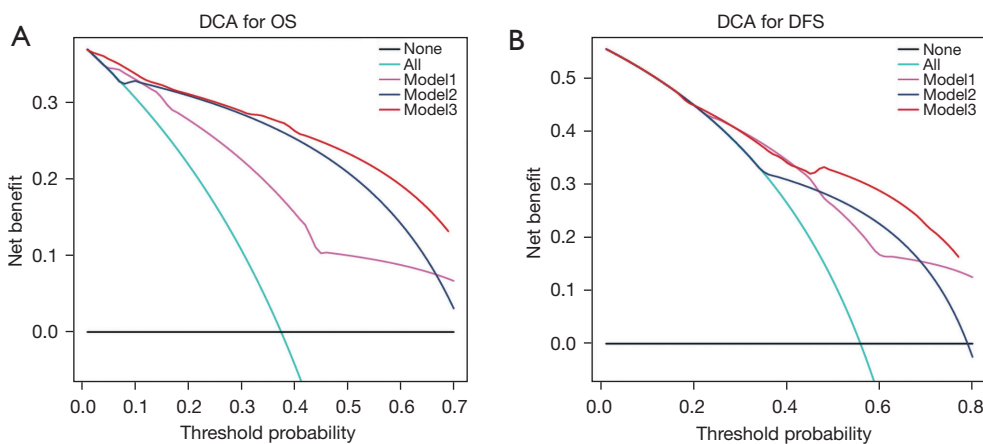 A
DCA for OS
None
All
Model1
Model2
Model3
0.3
0.2
0.1
0.0
Net benefit
0.0 0.1 0.2 0.3 0.4 0.5 0.6 0.7
Threshold probability
B
DCA for DFS
None
All
Model1
Model2
Model3
0.5
0.4
0.3
0.2
0.1
0.0
Net benefit
0.0 0.2 0.4 0.6 0.8
Threshold probability